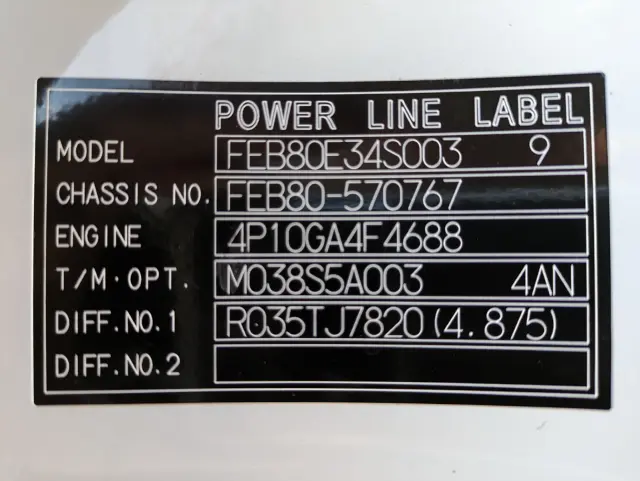 POWER LINE LABEL
MODEL FEB80E34S003 9
CHASSIS NO. FEB80-570767
ENGINE 4P10GA4F4688
T/M·OPT. M038S5A003 4AN
DIFF.NO.1 R035TJ7820(4.875)
DIFF.NO.2